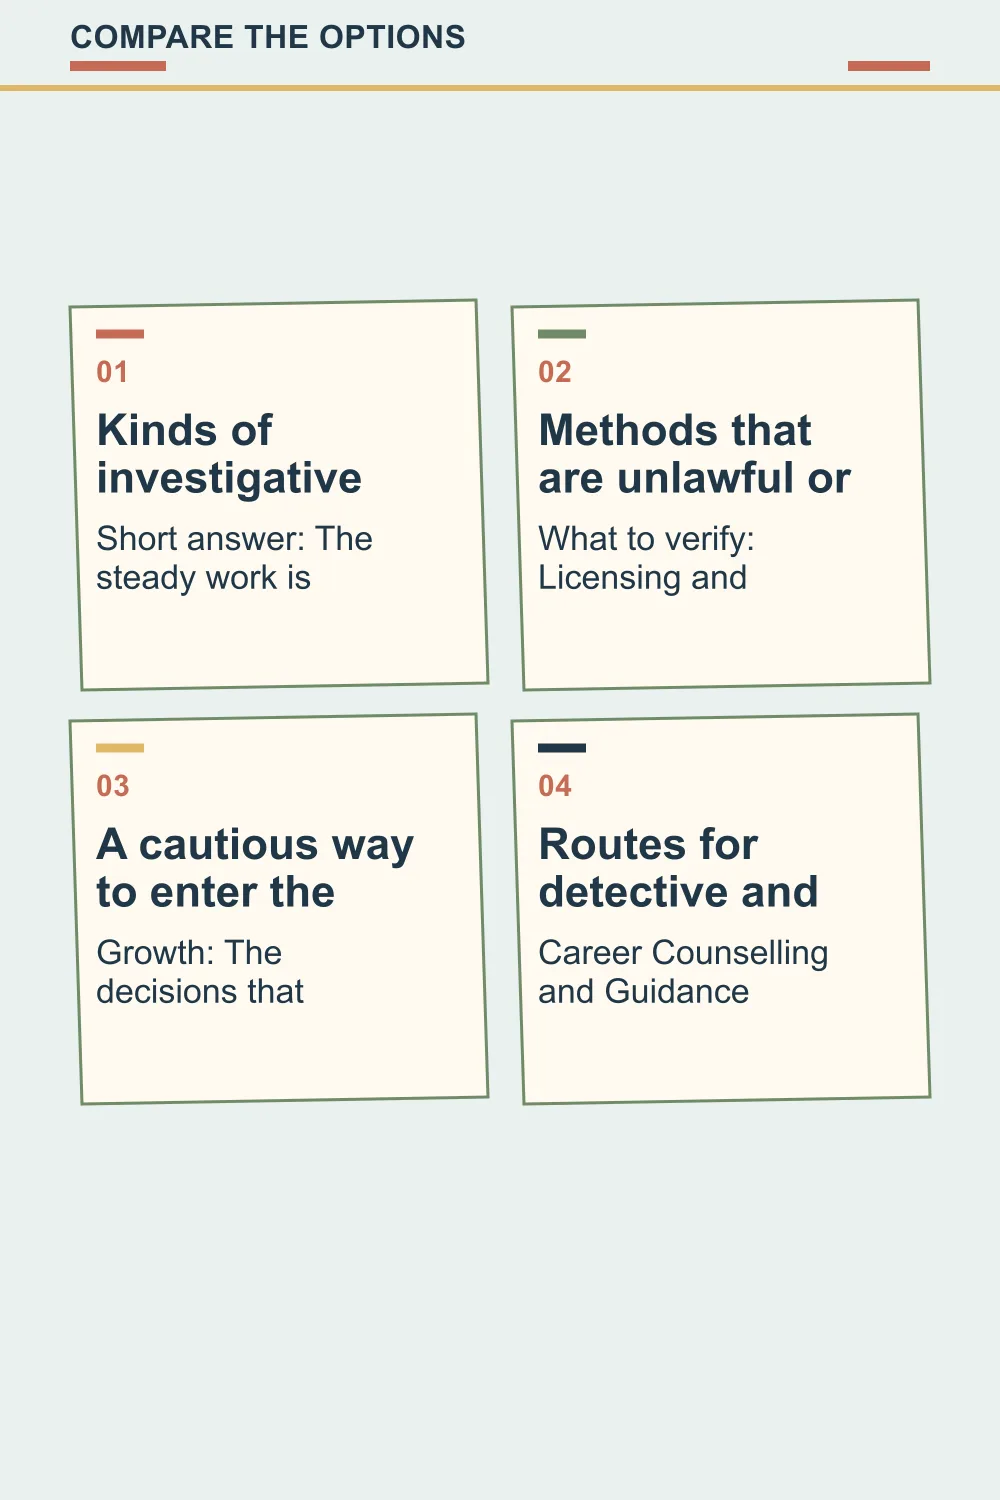 COMPARE THE OPTIONS
01
Kinds of
investigative
Short answer: The
steady work is
02
Methods that
are unlawful or
What to verify:
Licensing and
03
A cautious way
to enter the
Growth: The
decisions that
04
Routes for
detective and
Career Counselling
and Guidance